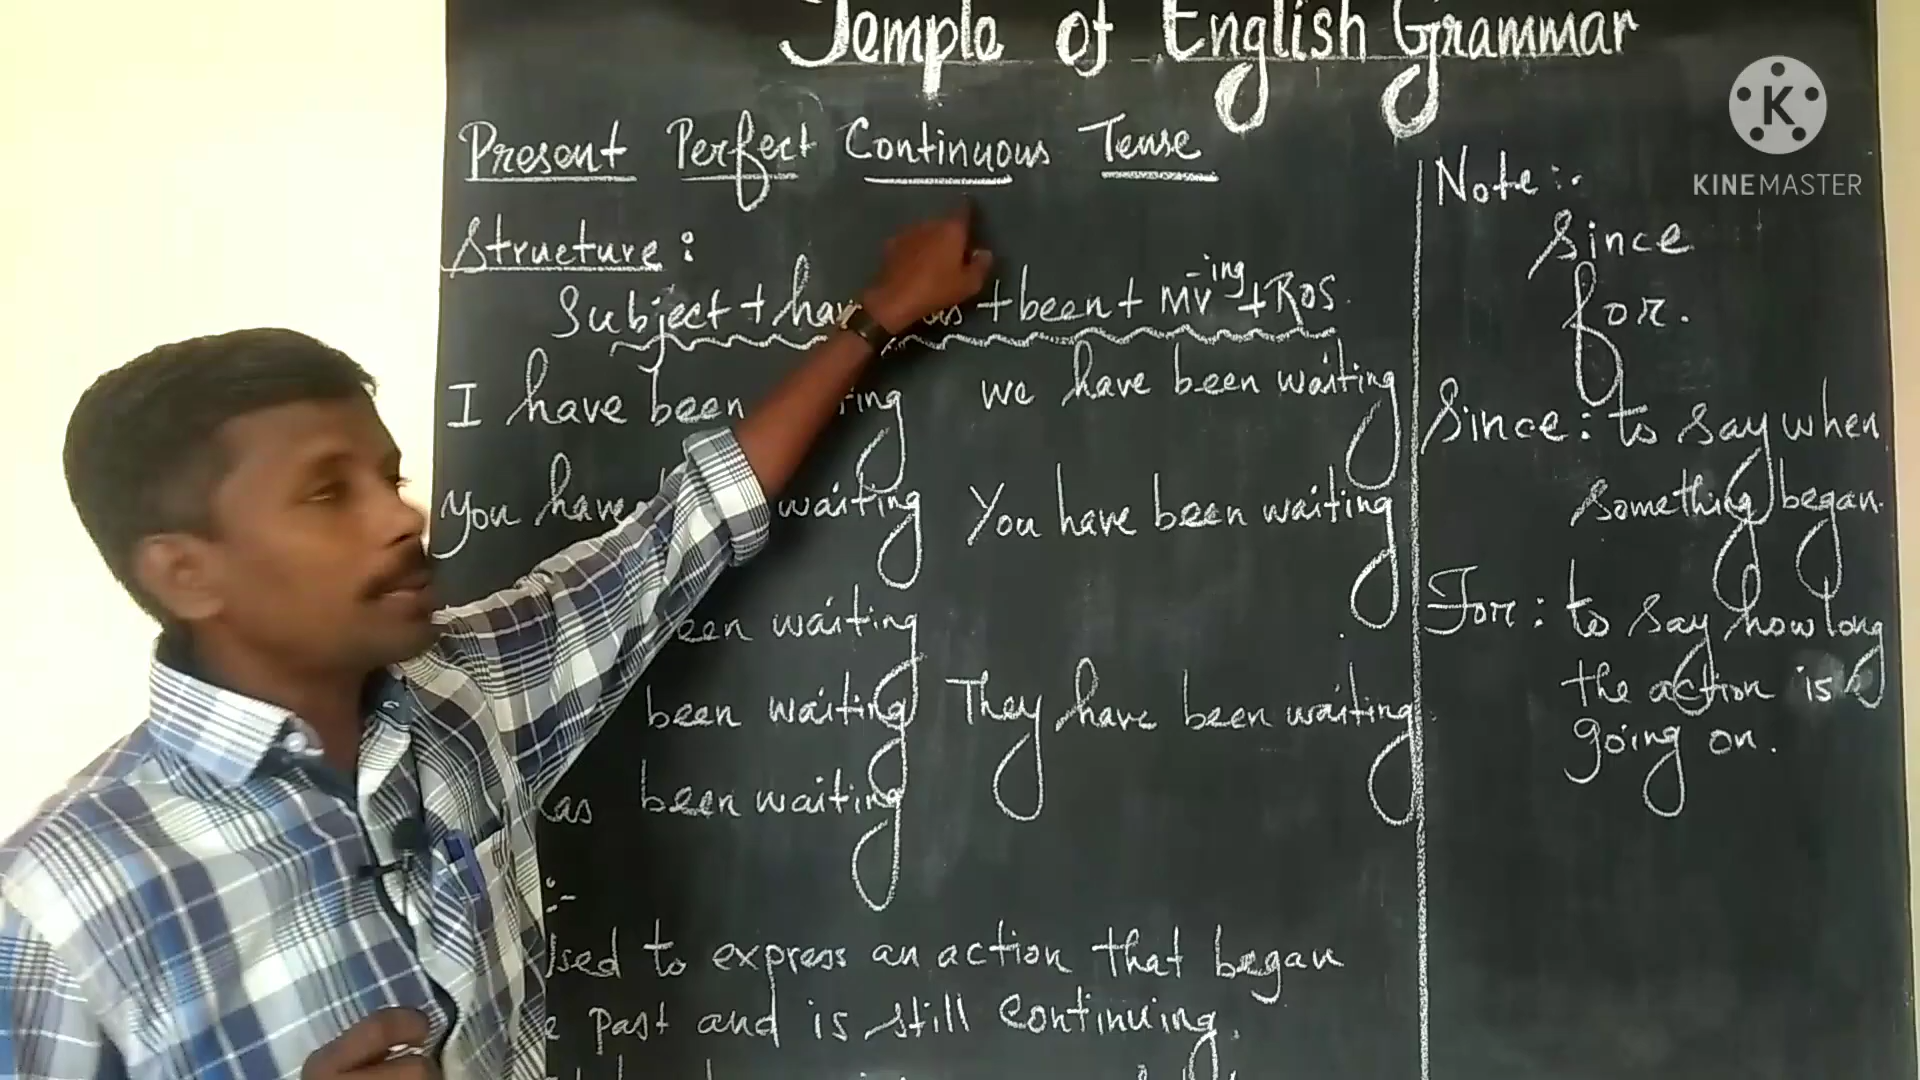 Temple of English Grammar
K
KINEMASTER
Present Perfect Continuous Tense
Structure:
Subject + + been + MV-ing + ROS.
I have been
we have been waiting
You have waiting
You have been waiting
waiting
been waiting
They have been waiting
been waiting
Used to express an action that began
past and is still continuing.
Note:-
Since
for.
Since: to say when
something began.
For: to say how long
the action is
going on.